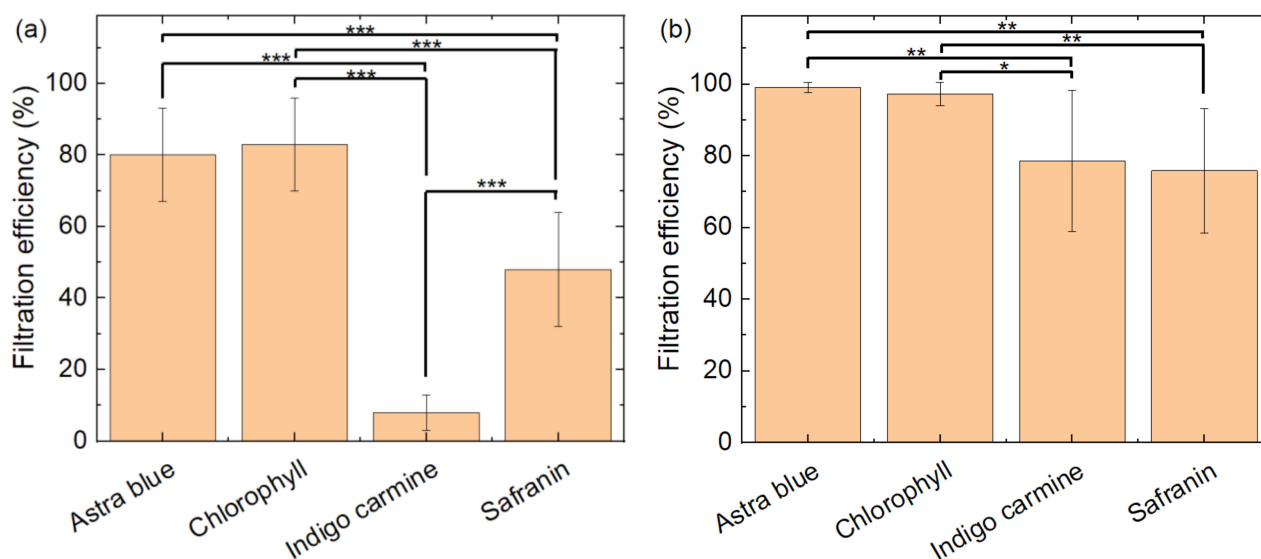 (a)
Filtration efficiency (%)
100
80
60
40
20
0
***
***
***
***
***
Astra blue
Chlorophyll
Indigo carmine
Safranin
(b)
Filtration efficiency (%)
100
80
60
40
20
0
**
**
**
*
Astra blue
Chlorophyll
Indigo carmine
Safranin